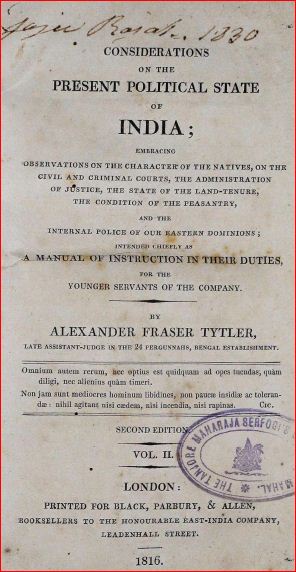 Rajah. 1830
CONSIDERATIONS
ON THE
PRESENT POLITICAL STATE
OF
INDIA;
EMBRACING
OBSERVATIONS ON THE CHARACTER OF THE NATIVES, ON THE
CIVIL AND CRIMINAL COURTS, THE ADMINISTRATION
OF JUSTICE, THE STATE OF THE LAND-TENURE,
THE CONDITION OF THE PEASANTRY,
AND THE
INTERNAL POLICE OF OUR EASTERN DOMINIONS;
INTENDED CHIEFLY AS
A MANUAL OF INSTRUCTION IN THEIR DUTIES,
FOR THE
YOUNGER SERVANTS OF THE COMPANY.
BY
ALEXANDER FRASER TYTLER,
LATE ASSISTANT-JUDGE IN THE 24 PERGUNNAHS, BENGAL ESTABLISHMENT.
Omnium autem rerum, nec optius est quidquam ad opes tuendas, quàm
diligi, nec alienius quàm timeri.
Non jam sunt mediocres hominum libidines, non paucæ insidiæ ac toleran-
dæ: nihil agitant nisi cædem, nisi incendia, nisi rapinas. CIC.
SECOND EDITION.
VOL. II.
THE TANJORE MAHARAJA SERFOJI'S
MAHAL.
LONDON:
PRINTED FOR BLACK, PARBURY, & ALLEN,
BOOKSELLERS TO THE HONOURABLE EAST-INDIA COMPANY,
LEADENHALL STREET.
1816.